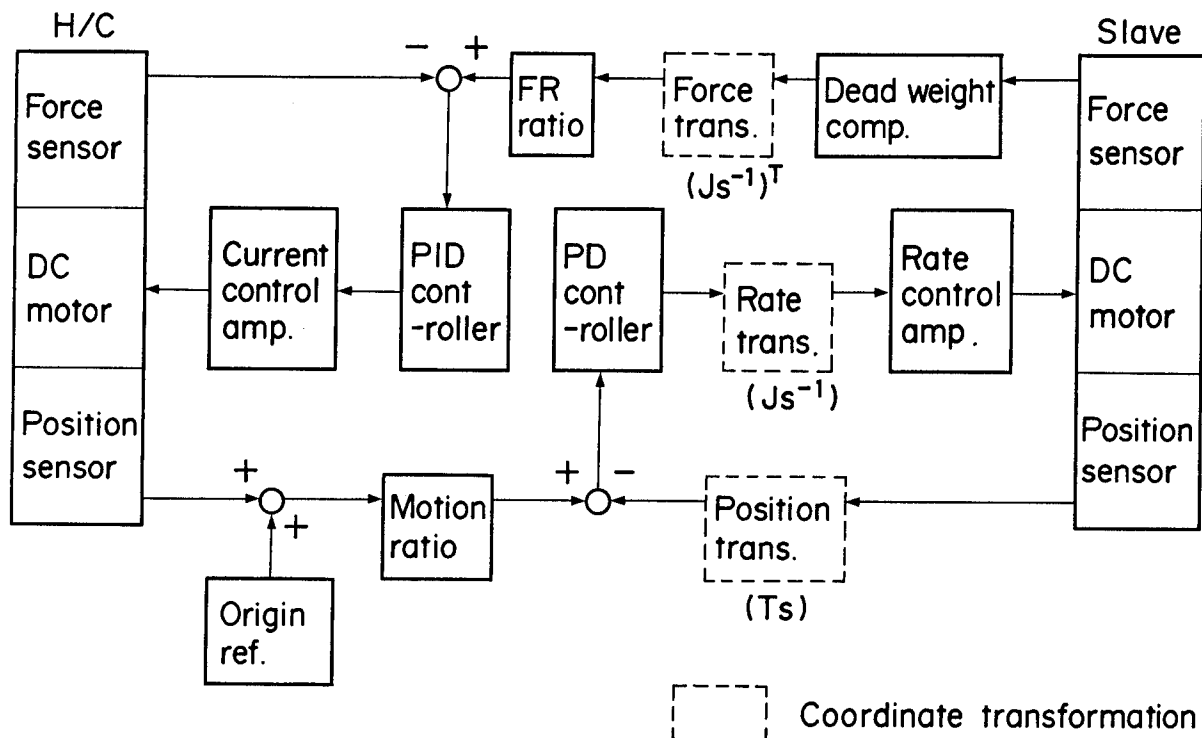 H/C
Slave
Force
sensor
DC
motor
Position
sensor
− +
FR
ratio
Force
trans.
(Js⁻¹)ᵀ
Dead weight
comp.
Force
sensor
DC
motor
Position
sensor
Current
control
amp.
PID
cont
-roller
PD
cont
-roller
Rate
trans.
(Js⁻¹)
Rate
control
amp.
+
+
Motion
ratio
+ −
Position
trans.
(Ts)
Origin
ref.
Coordinate transformation